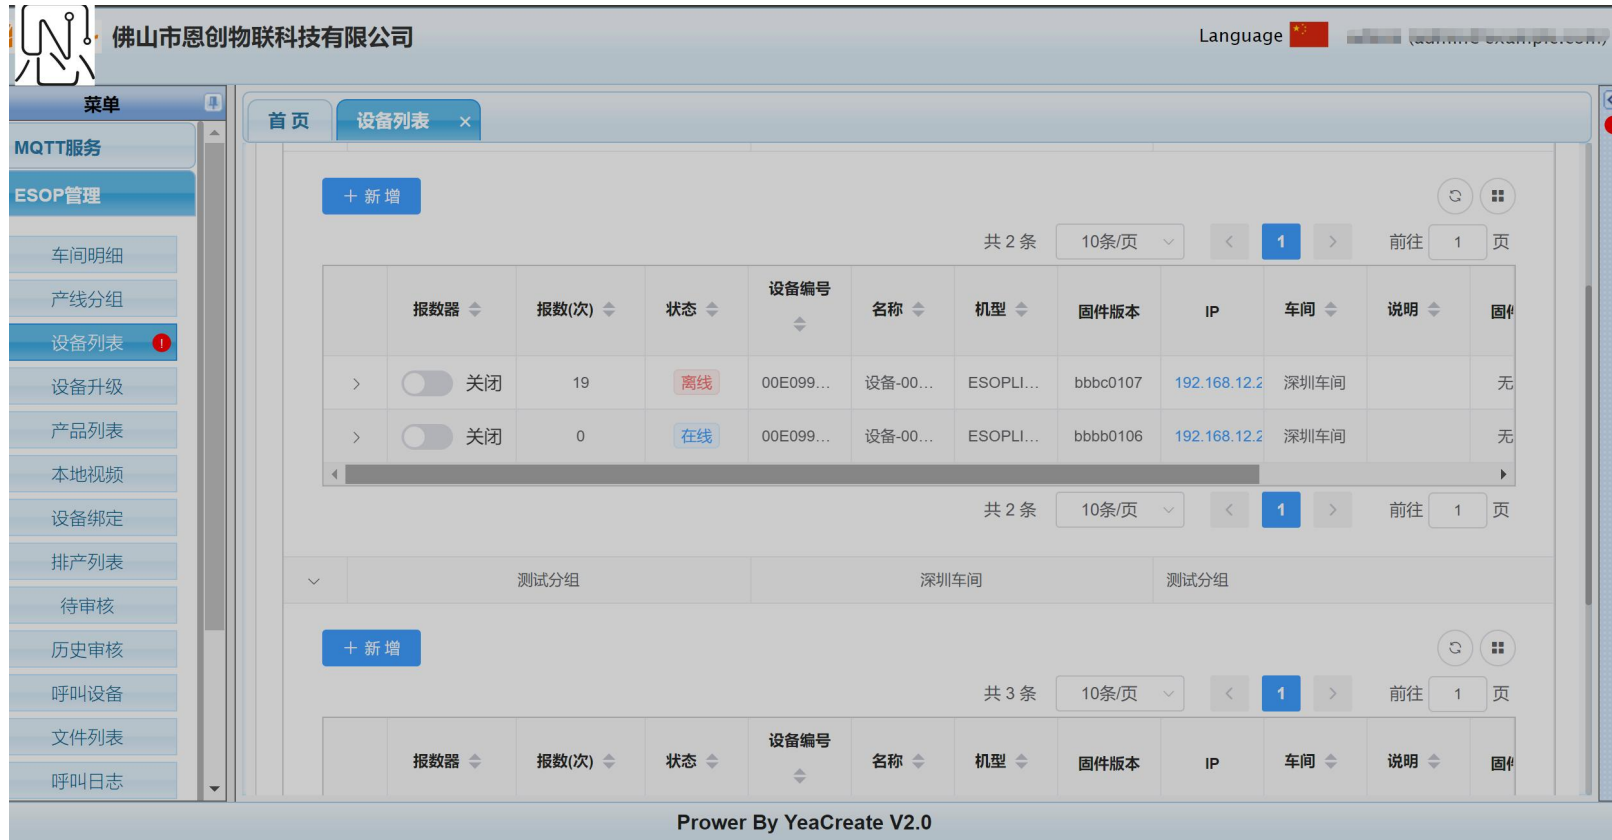 佛山市恩创物联科技有限公司
Language
菜单
首页
设备列表 ×
MQTT服务
ESOP管理
车间明细
产线分组
设备列表
设备升级
产品列表
本地视频
设备绑定
排产列表
待审核
历史审核
呼叫设备
文件列表
呼叫日志
+ 新增
共 2 条 10条/页 < 1 > 前往 1 页
报数器 报数(次) 状态 设备编号 名称 机型 固件版本 IP 车间 说明 固件
> 关闭 19 离线 00E099... 设备-00... ESOPLI... bbbc0107 192.168.12.2 深圳车间 无
> 关闭 0 在线 00E099... 设备-00... ESOPLI... bbbb0106 192.168.12.2 深圳车间 无
共 2 条 10条/页 < 1 > 前往 1 页
测试分组 深圳车间 测试分组
+ 新增
共 3 条 10条/页 < 1 > 前往 1 页
报数器 报数(次) 状态 设备编号 名称 机型 固件版本 IP 车间 说明 固件
Prower By YeaCreate V2.0